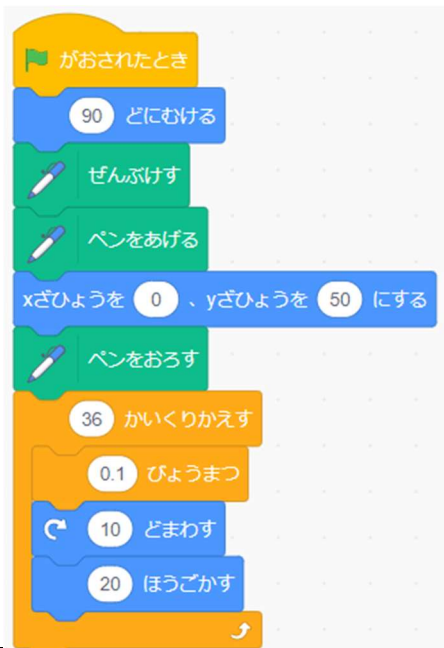 がおされたとき
90 どにむける
ぜんぶけす
ペンをあげる
xざひょうを 0 、yざひょうを 50 にする
ペンをおろす
36 かいくりかえす
0.1 びょうまつ
10 どまわす
20 ほうごかす